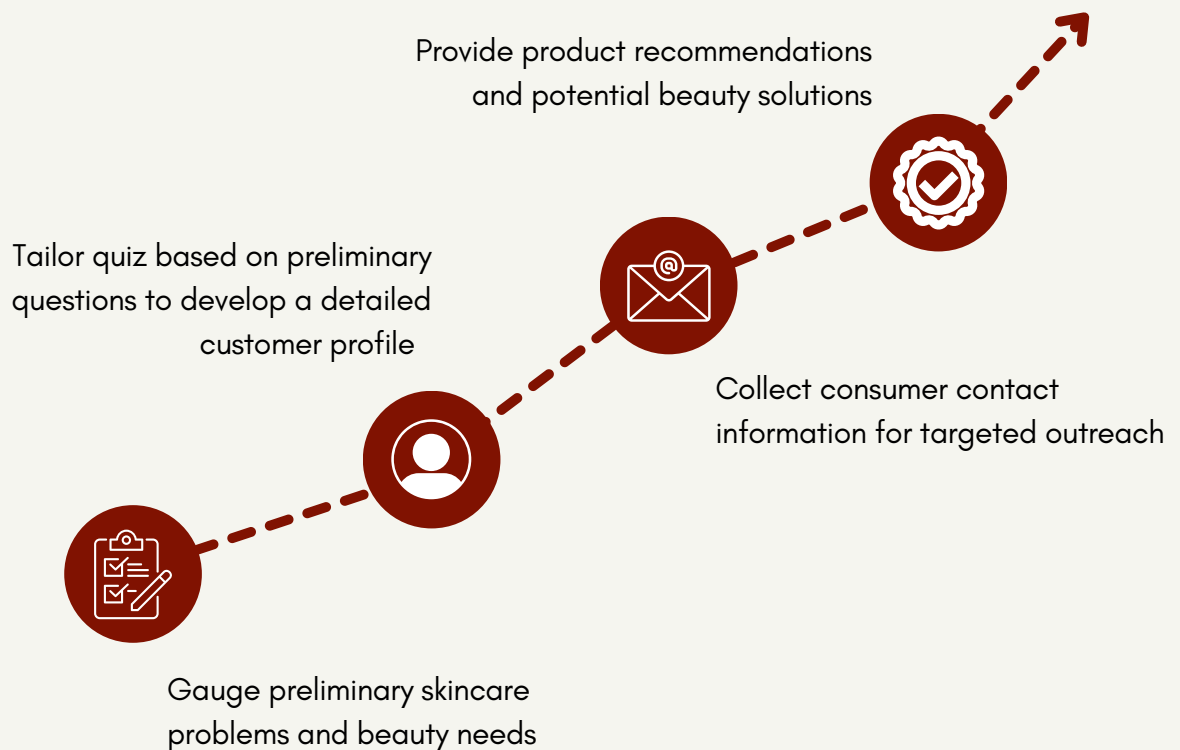 Provide product recommendations
and potential beauty solutions
Tailor quiz based on preliminary
questions to develop a detailed
customer profile
@
Collect consumer contact
information for targeted outreach
Gauge preliminary skincare
problems and beauty needs